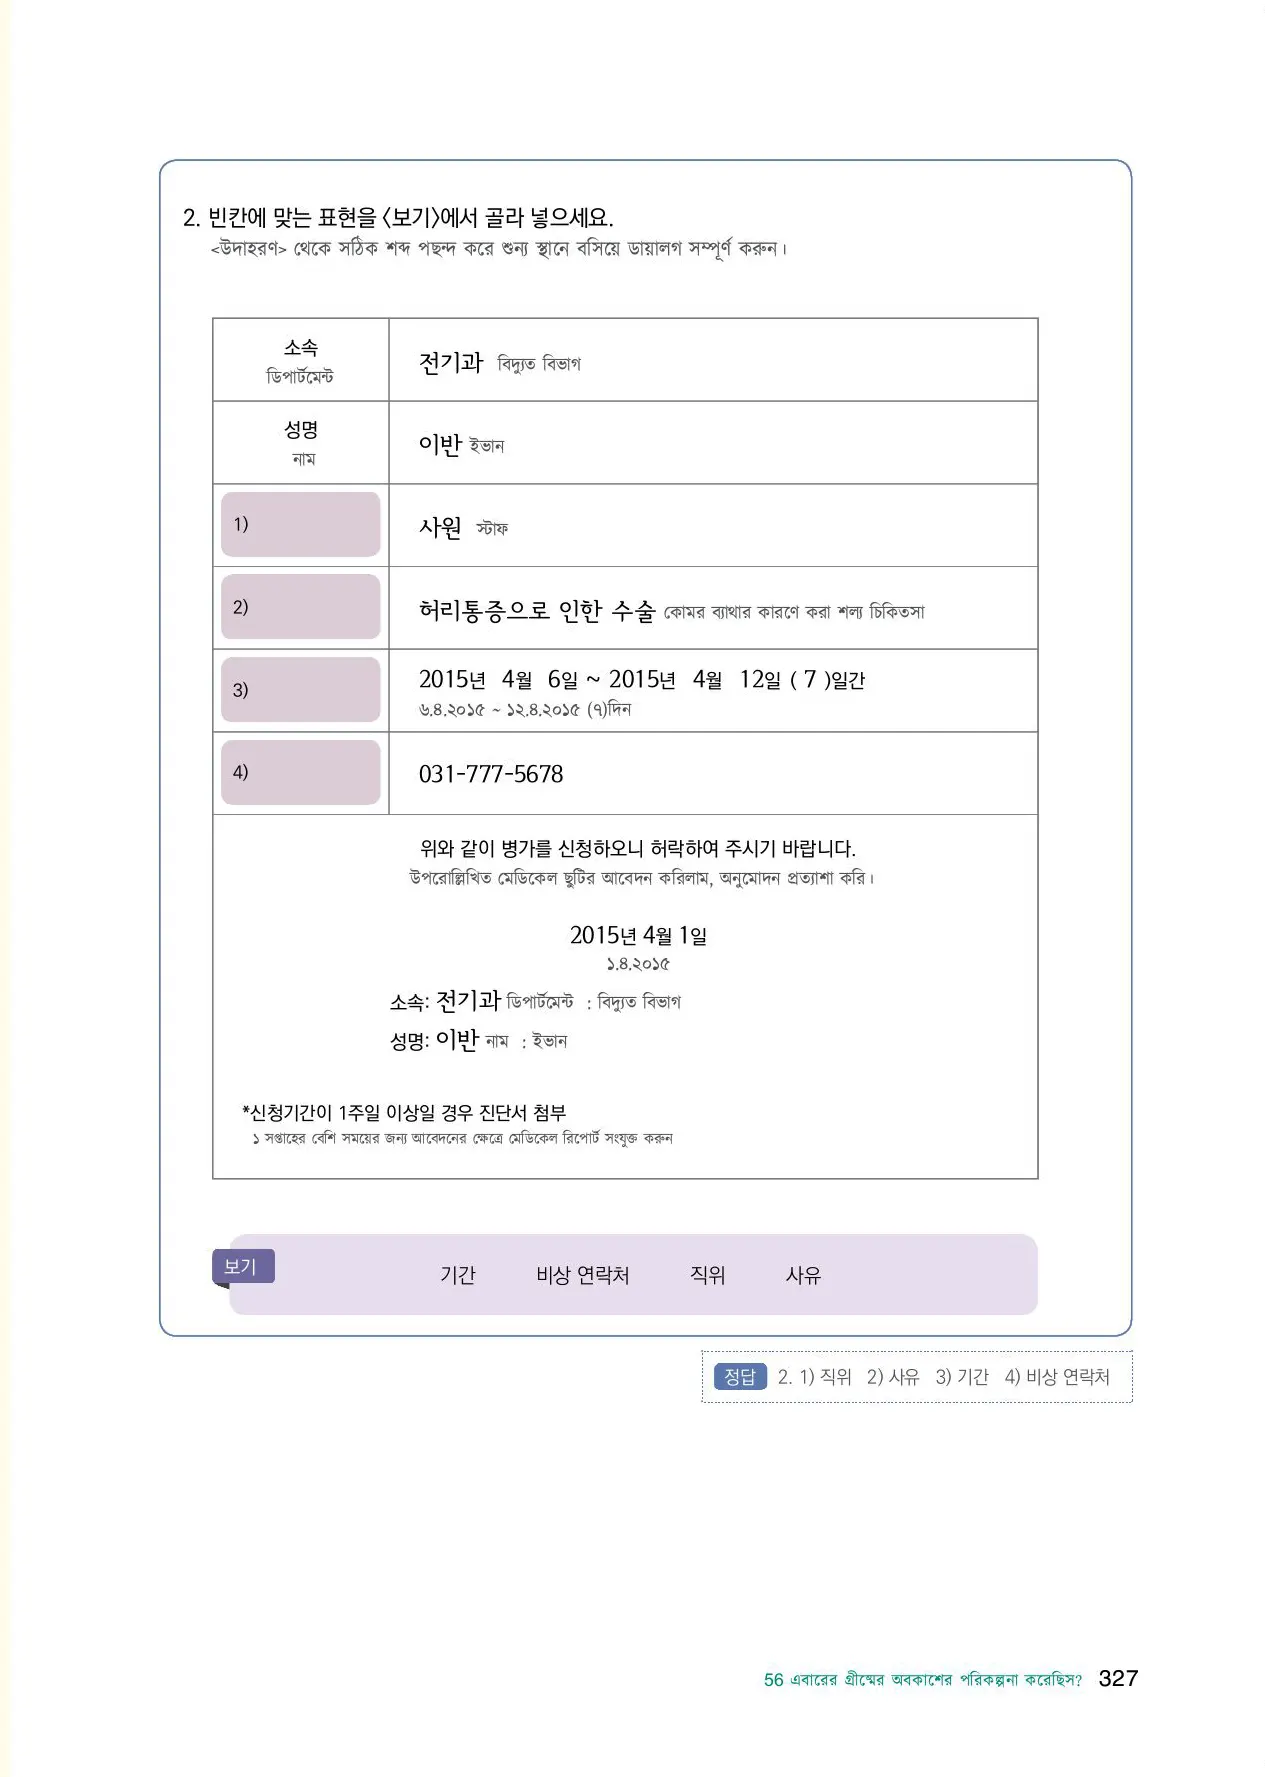 2. 빈칸에 맞는 표현을 〈보기〉에서 골라 넣으세요.
<উদাহরণ> থেকে সঠিক শব্দ পছন্দ করে শুন্য স্থানে বসিয়ে ডায়ালগ সম্পূর্ণ করুন।
소속
ডিপার্টমেন্ট
전기과 বিদ্যুত বিভাগ
성명
নাম
이반 ইভান
1)
사원 স্টাফ
2)
허리통증으로 인한 수술 কোমর ব্যাথার কারণে করা শল্য চিকিতসা
3)
2015년 4월 6일 ~ 2015년 4월 12일 ( 7 )일간
৬.৪.২০১৫ ~ ১২.৪.২০১৫ (৭)দিন
4)
031-777-5678
위와 같이 병가를 신청하오니 허락하여 주시기 바랍니다.
উপরোল্লিখিত মেডিকেল ছুটির আবেদন করিলাম, অনুমোদন প্রত্যাশা করি।
2015년 4월 1일
১.৪.২০১৫
소속: 전기과 ডিপার্টমেন্ট : বিদ্যুত বিভাগ
성명: 이반 নাম : ইভান
*신청기간이 1주일 이상일 경우 진단서 첨부
১ সপ্তাহের বেশি সময়ের জন্য আবেদনের ক্ষেত্রে মেডিকেল রিপোর্ট সংযুক্ত করুন
보기 기간 비상 연락처 직위 사유
정답 2. 1) 직위 2) 사유 3) 기간 4) 비상 연락처
56 এবারের গ্রীষ্মের অবকাশের পরিকল্পনা করেছিস? 327